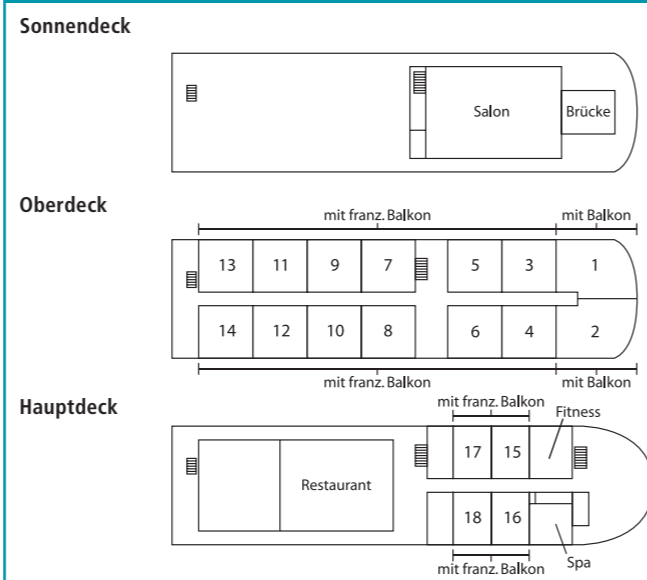 Sonnendeck
Salon
Brücke
Oberdeck
mit franz. Balkon
mit Balkon
13 11 9 7 5 3 1
14 12 10 8 6 4 2
mit franz. Balkon
mit Balkon
Hauptdeck
mit franz. Balkon
Fitness
17 15
Restaurant
18 16
Spa
mit franz. Balkon